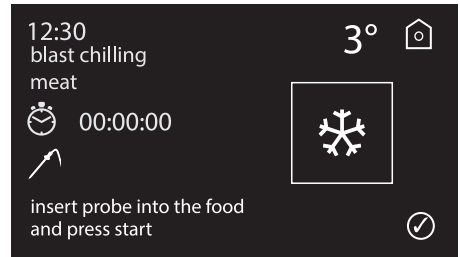 12:30
3°
blast chilling
meat
00:00:00
insert probe into the food
and press start